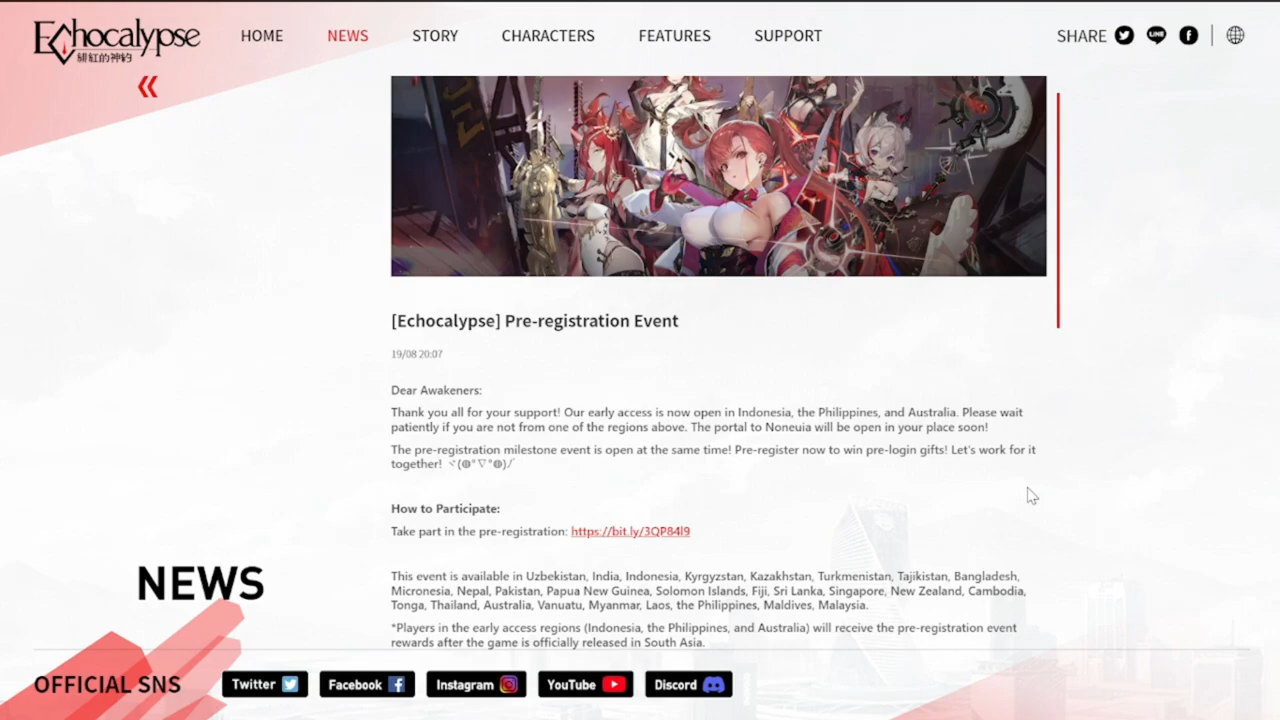 Echocalypse
緋紅的神約
HOME NEWS STORY CHARACTERS FEATURES SUPPORT SHARE
[Echocalypse] Pre-registration Event
19/08 20:07
Dear Awakeners:
Thank you all for your support! Our early access is now open in Indonesia, the Philippines, and Australia. Please wait
patiently if you are not from one of the regions above. The portal to Noneuia will be open in your place soon!
The pre-registration milestone event is open at the same time! Pre-register now to win pre-login gifts! Let's work for it
together! ヾ(◍°∇°◍)ﾉﾞ
How to Participate:
Take part in the pre-registration: https://bit.ly/3QP84l9
This event is available in Uzbekistan, India, Indonesia, Kyrgyzstan, Kazakhstan, Turkmenistan, Tajikistan, Bangladesh,
Micronesia, Nepal, Pakistan, Papua New Guinea, Solomon Islands, Fiji, Sri Lanka, Singapore, New Zealand, Cambodia,
Tonga, Thailand, Australia, Vanuatu, Myanmar, Laos, the Philippines, Maldives, Malaysia.
*Players in the early access regions (Indonesia, the Philippines, and Australia) will receive the pre-registration event
rewards after the game is officially released in South Asia.
NEWS
OFFICIAL SNS Twitter Facebook Instagram YouTube Discord